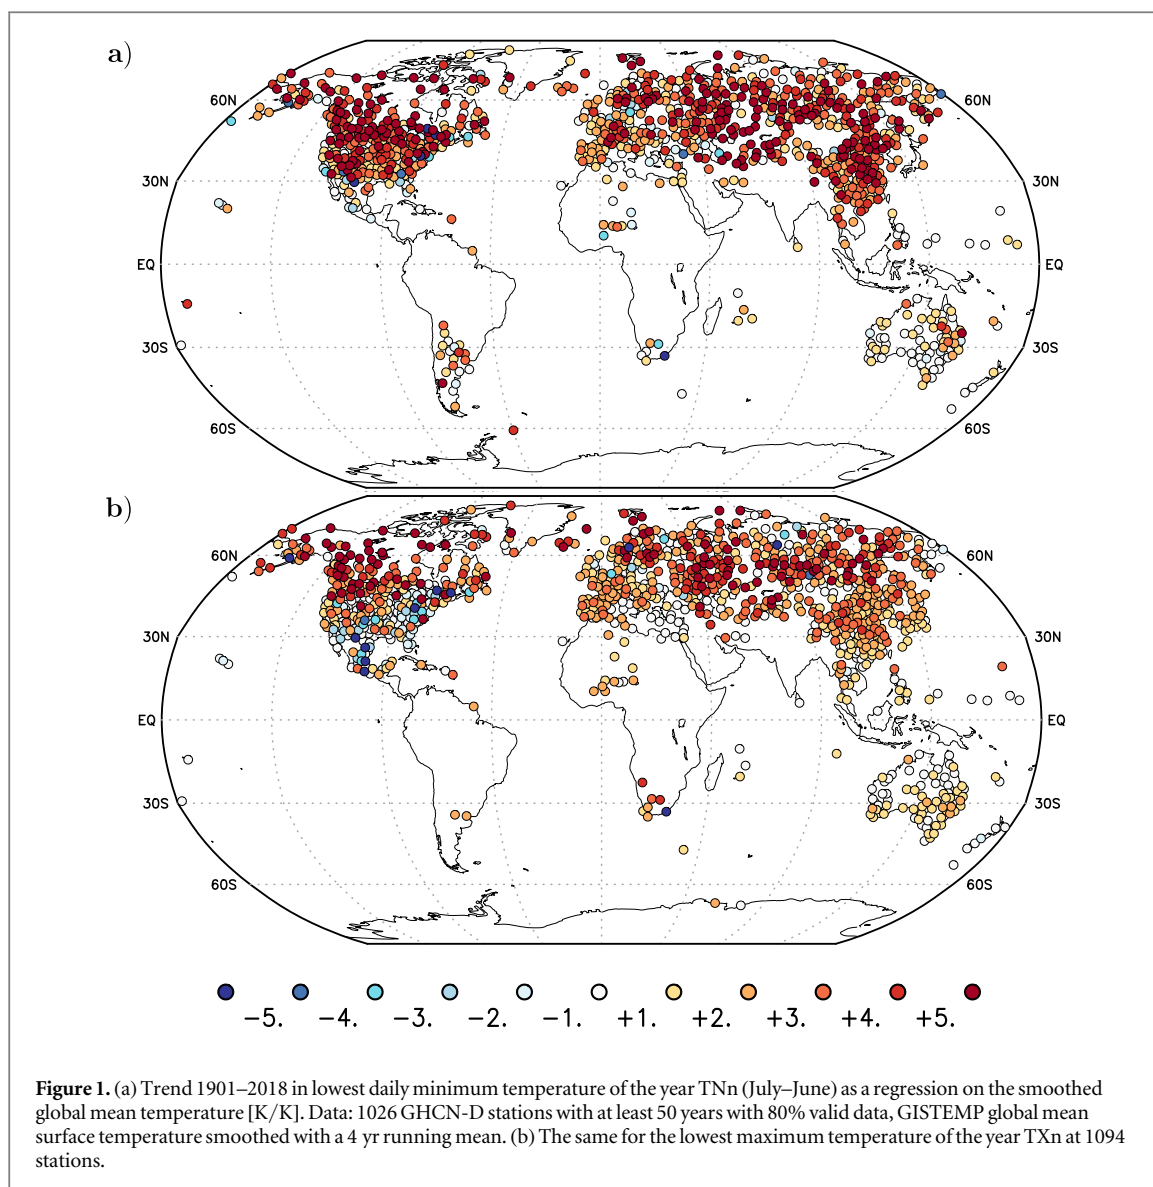 a)
60N 60N
30N 30N
EQ EQ
30S 30S
60S 60S
b)
60N 60N
30N 30N
EQ EQ
30S 30S
60S 60S
−5. −4. −3. −2. −1. +1. +2. +3. +4. +5.
Figure 1. (a) Trend 1901–2018 in lowest daily minimum temperature of the year TNn (July–June) as a regression on the smoothed
global mean temperature [K/K]. Data: 1026 GHCN-D stations with at least 50 years with 80% valid data, GISTEMP global mean
surface temperature smoothed with a 4 yr running mean. (b) The same for the lowest maximum temperature of the year TXn at 1094
stations.